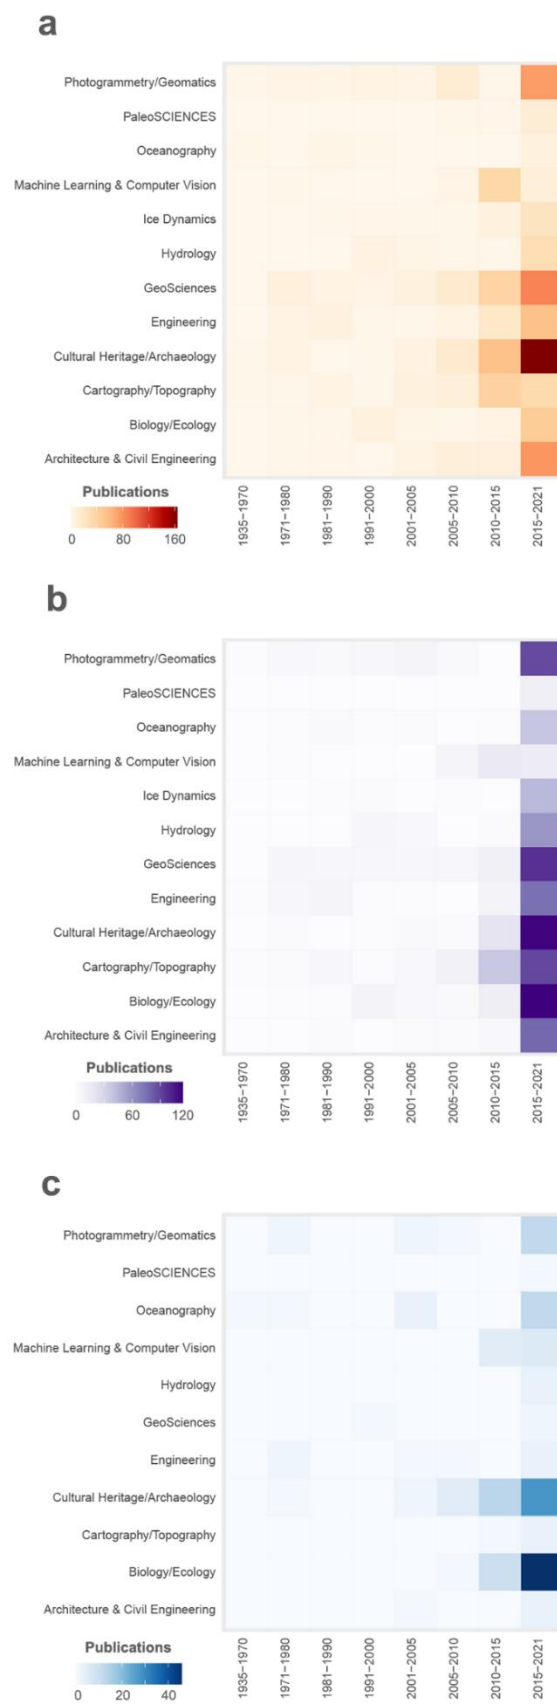 a
Photogrammetry/Geomatics
PaleoSCIENCES
Oceanography
Machine Learning & Computer Vision
Ice Dynamics
Hydrology
GeoSciences
Engineering
Cultural Heritage/Archaeology
Cartography/Topography
Biology/Ecology
Architecture & Civil Engineering
Publications
0 80 160
1935−1970
1971−1980
1981−1990
1991−2000
2001−2005
2005−2010
2010−2015
2015−2021
b
Photogrammetry/Geomatics
PaleoSCIENCES
Oceanography
Machine Learning & Computer Vision
Ice Dynamics
Hydrology
GeoSciences
Engineering
Cultural Heritage/Archaeology
Cartography/Topography
Biology/Ecology
Architecture & Civil Engineering
Publications
0 60 120
1935−1970
1971−1980
1981−1990
1991−2000
2001−2005
2005−2010
2010−2015
2015−2021
c
Photogrammetry/Geomatics
PaleoSCIENCES
Oceanography
Machine Learning & Computer Vision
Hydrology
GeoSciences
Engineering
Cultural Heritage/Archaeology
Cartography/Topography
Biology/Ecology
Architecture & Civil Engineering
Publications
0 20 40
1935−1970
1971−1980
1981−1990
1991−2000
2001−2005
2005−2010
2010−2015
2015−2021